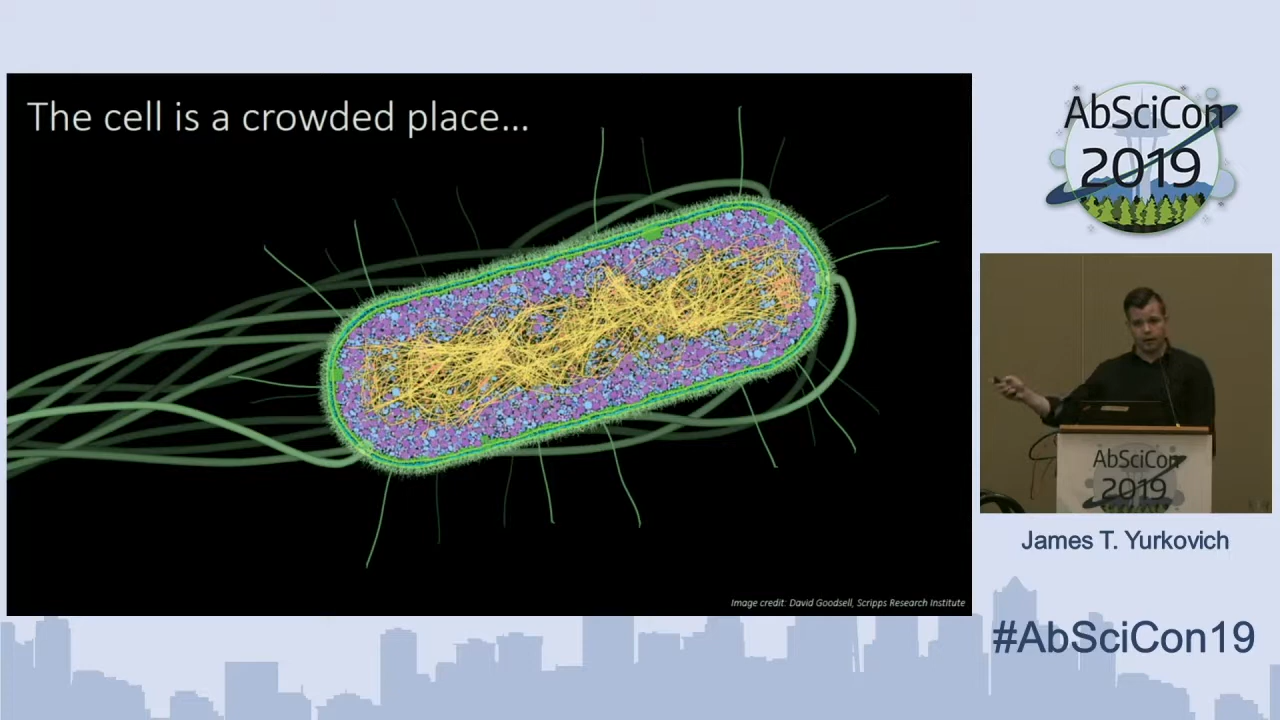 The cell is a crowded place...
Image credit: David Goodsell, Scripps Research Institute
AbSciCon
2019
AbSciCon
2019
James T. Yurkovich
#AbSciCon19